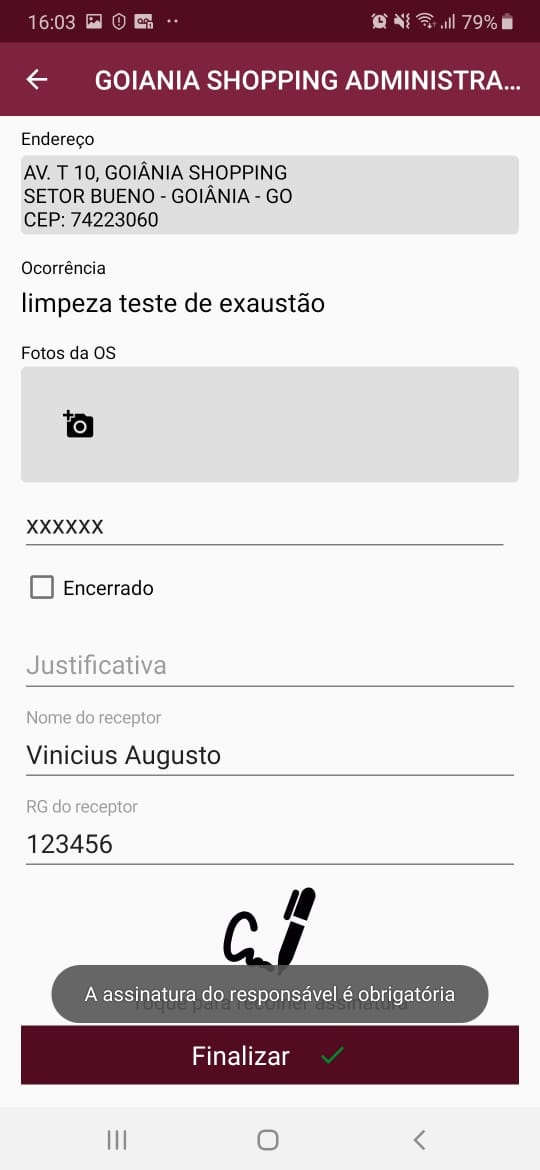 16:03
79%
GOIANIA SHOPPING ADMINISTRA...
Endereço
AV. T 10, GOIÂNIA SHOPPING
SETOR BUENO - GOIÂNIA - GO
CEP: 74223060
Ocorrência
limpeza teste de exaustão
Fotos da OS
xxxxxx
Encerrado
Justificativa
Nome do receptor
Vinicius Augusto
RG do receptor
123456
A assinatura do responsável é obrigatória
Finalizar